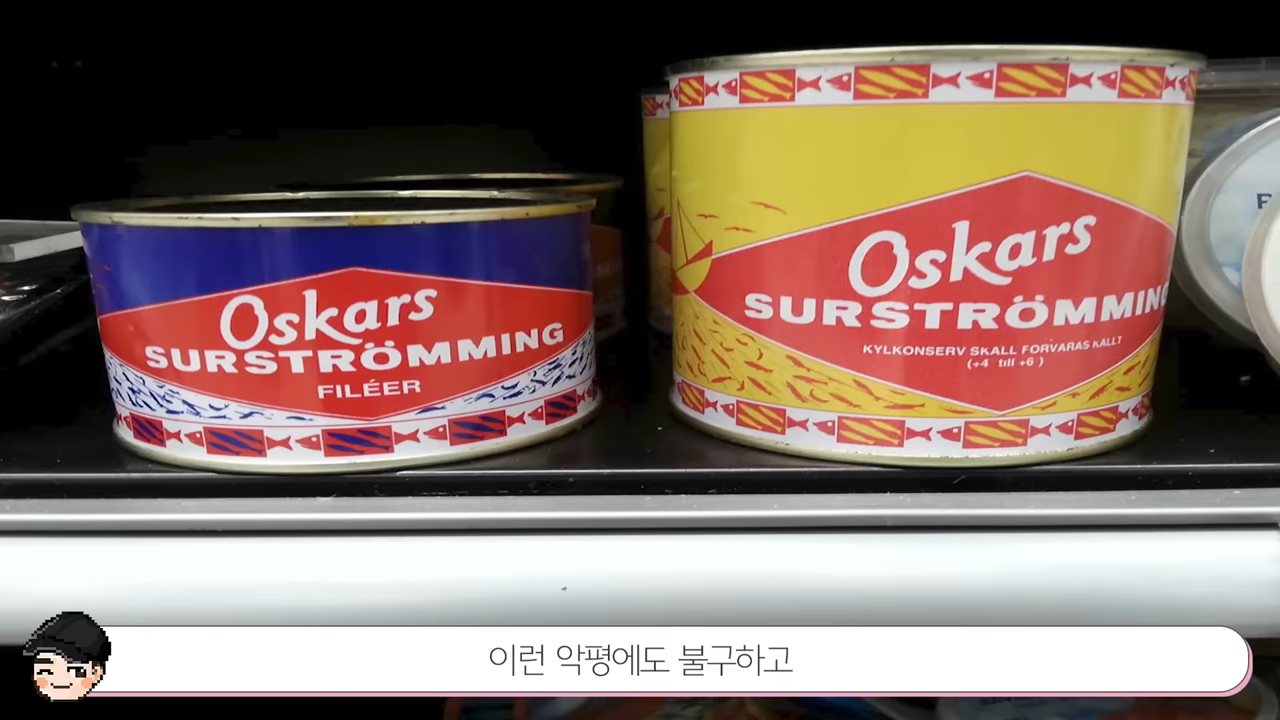 Oskars
SURSTRÖMMING
FILÉER
Oskars
SURSTRÖMMING
KYLKONSERV SKALL FÖRVARAS KALLT
(+4 till +6 )
이런 악평에도 불구하고